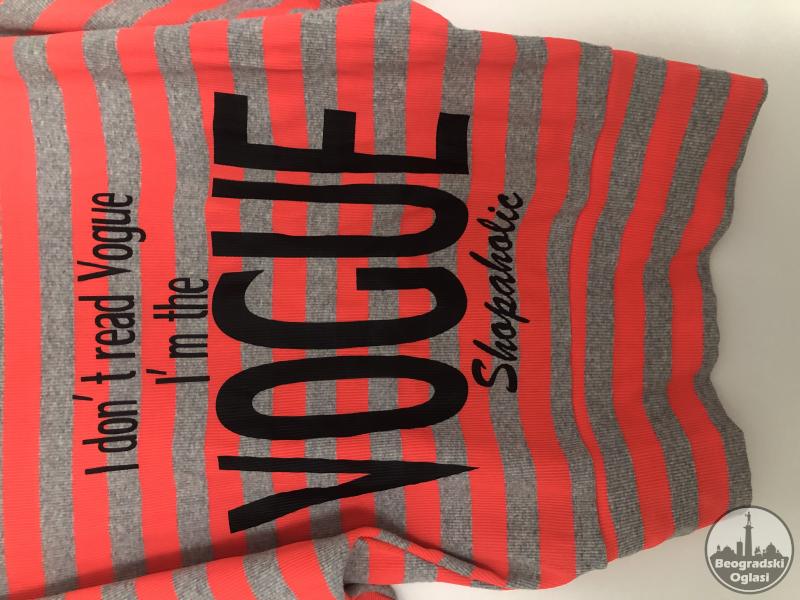 I don't read Vogue
I'm the
VOGUE
Shopaholic
Beogradski
Oglasi